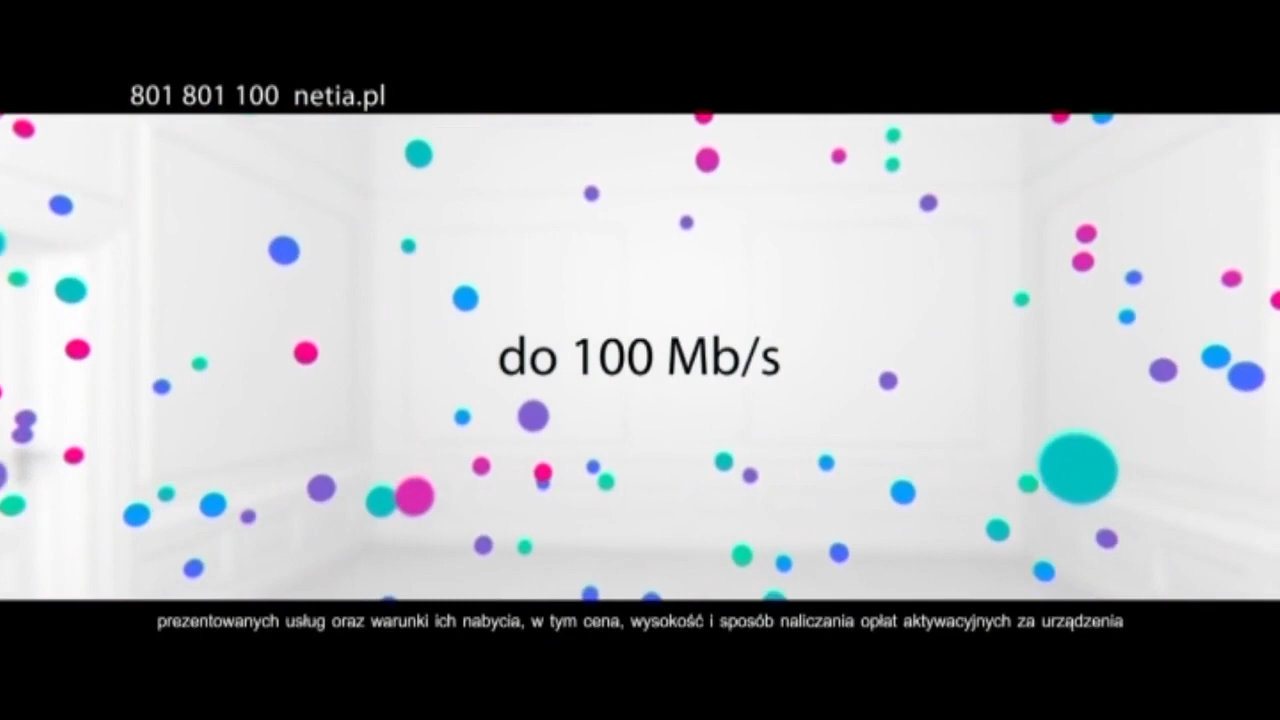 801 801 100 netia.pl
do 100 Mb/s
prezentowanych usług oraz warunki ich nabycia, w tym cena, wysokość i sposób naliczania opłat aktywacyjnych za urządzenia